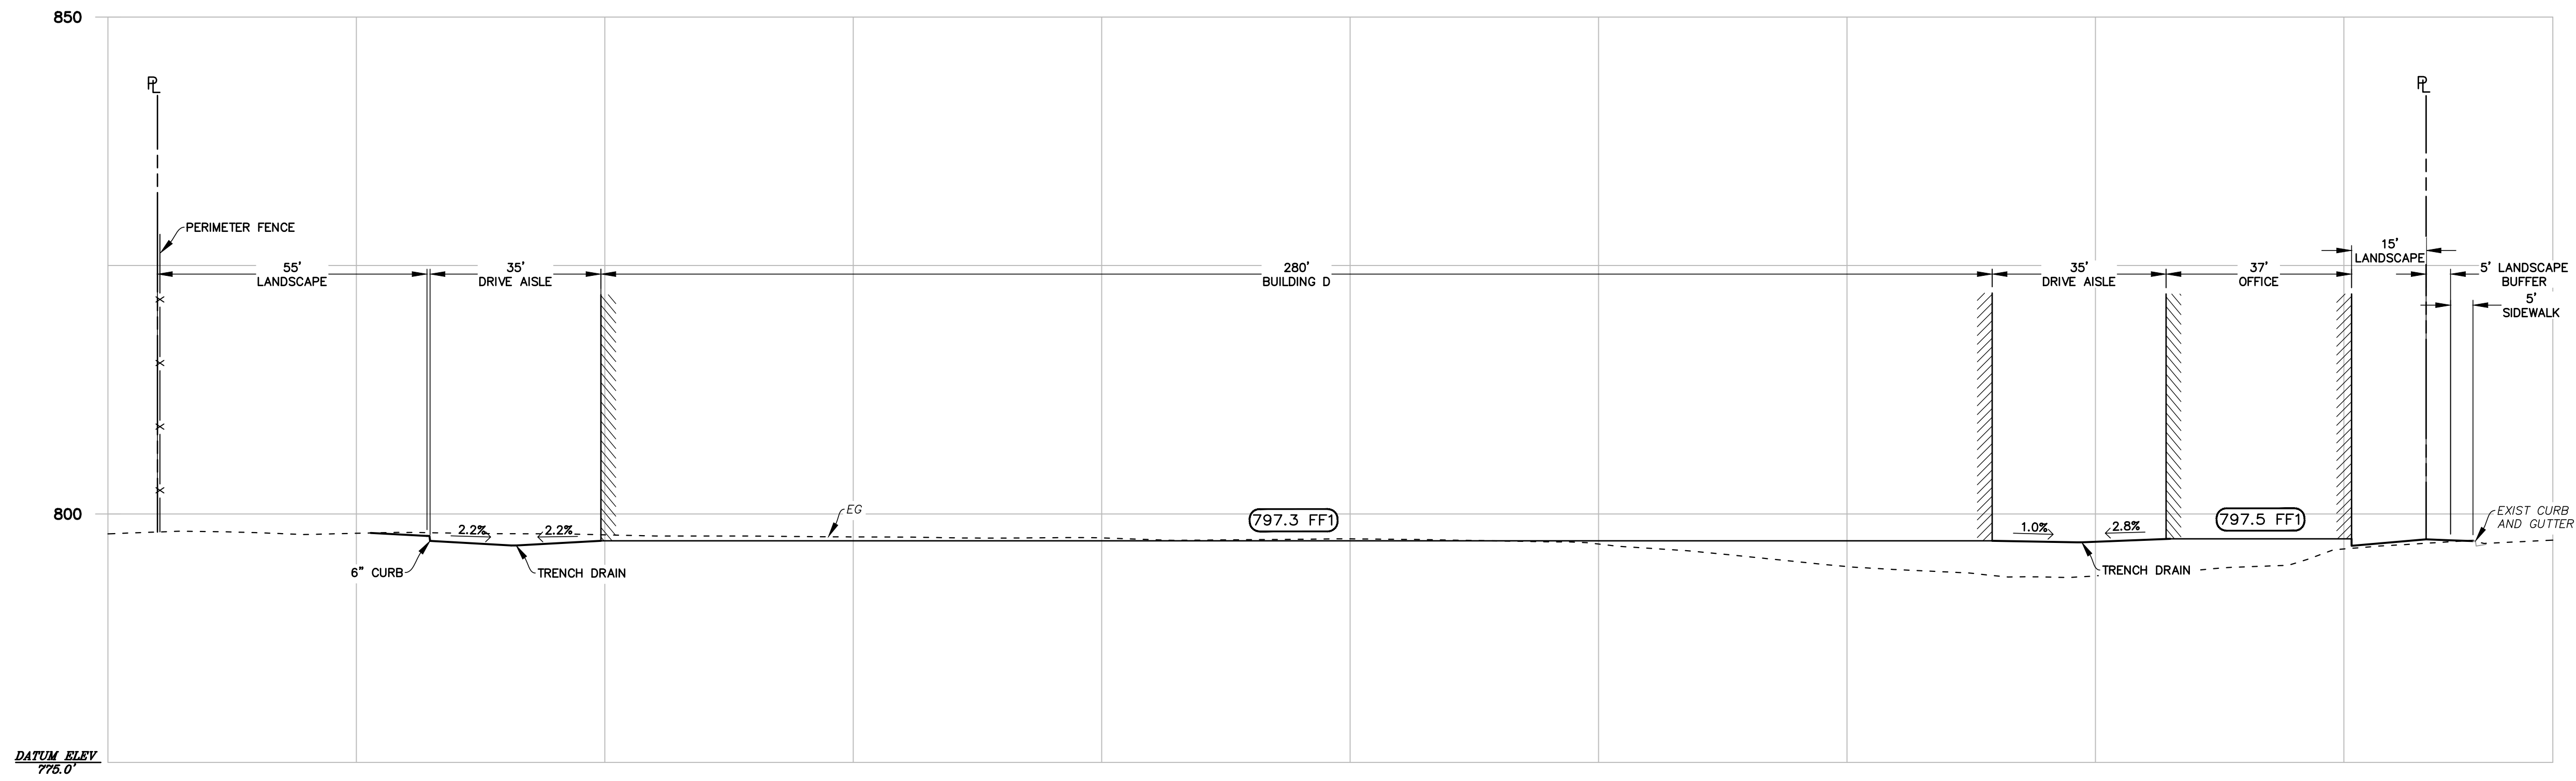 850
PL
PL
PERIMETER FENCE
55'
LANDSCAPE
35'
DRIVE AISLE
280'
BUILDING D
35'
DRIVE AISLE
37'
OFFICE
15'
LANDSCAPE
5' LANDSCAPE
BUFFER
5'
SIDEWALK
800
2.2%
2.2%
EG
797.3 FF1
1.0%
2.8%
797.5 FF1
EXIST CURB
AND GUTTER
6" CURB
TRENCH DRAIN
TRENCH DRAIN
DATUM ELEV
775.0'